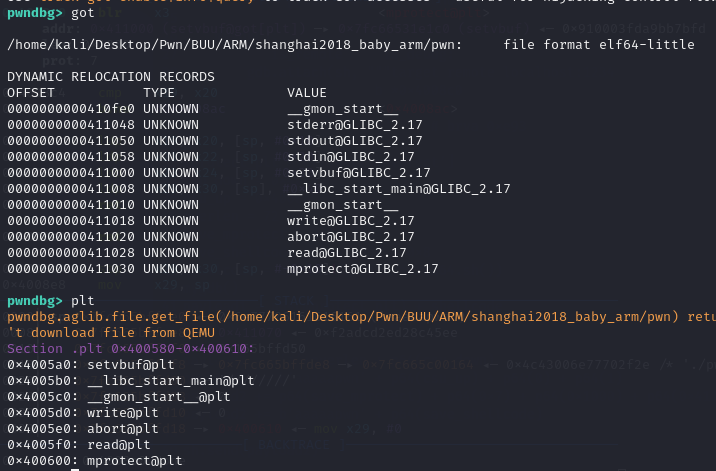 pwndbg> got
/home/kali/Desktop/Pwn/BUU/ARM/shanghai2018_baby_arm/pwn:     file format elf64-little
DYNAMIC RELOCATION RECORDS
OFFSET           TYPE              VALUE
0000000000410fe0 UNKNOWN           __gmon_start__
0000000000411048 UNKNOWN           stderr@GLIBC_2.17
0000000000411050 UNKNOWN           stdout@GLIBC_2.17
0000000000411058 UNKNOWN           stdin@GLIBC_2.17
0000000000411000 UNKNOWN           setvbuf@GLIBC_2.17
0000000000411008 UNKNOWN           __libc_start_main@GLIBC_2.17
0000000000411010 UNKNOWN           __gmon_start__
0000000000411018 UNKNOWN           write@GLIBC_2.17
0000000000411020 UNKNOWN           abort@GLIBC_2.17
0000000000411028 UNKNOWN           read@GLIBC_2.17
0000000000411030 UNKNOWN           mprotect@GLIBC_2.17
pwndbg> plt
pwndbg.aglib.file.get_file(/home/kali/Desktop/Pwn/BUU/ARM/shanghai2018_baby_arm/pwn) retu
't download file from QEMU
Section .plt 0×400580-0×400610:
0×4005a0: setvbuf@plt
0×4005b0: __libc_start_main@plt
0×4005c0: __gmon_start__@plt
0×4005d0: write@plt
0×4005e0: abort@plt
0×4005f0: read@plt
0×400600: mprotect@plt